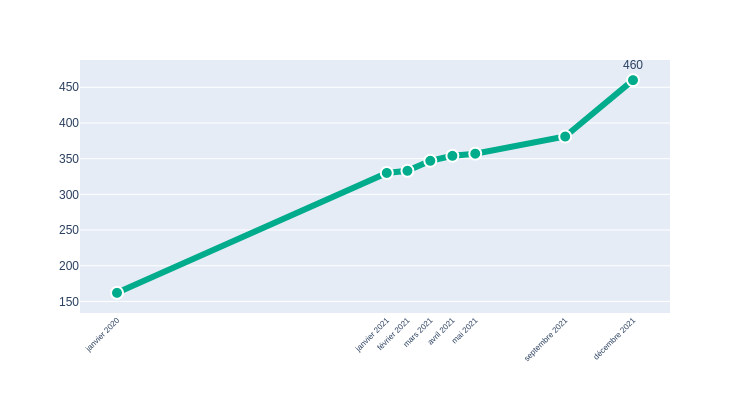 460
450
400
350
300
250
200
150
janvier 2020
janvier 2021
février 2021
mars 2021
avril 2021
mai 2021
septembre 2021
décembre 2021